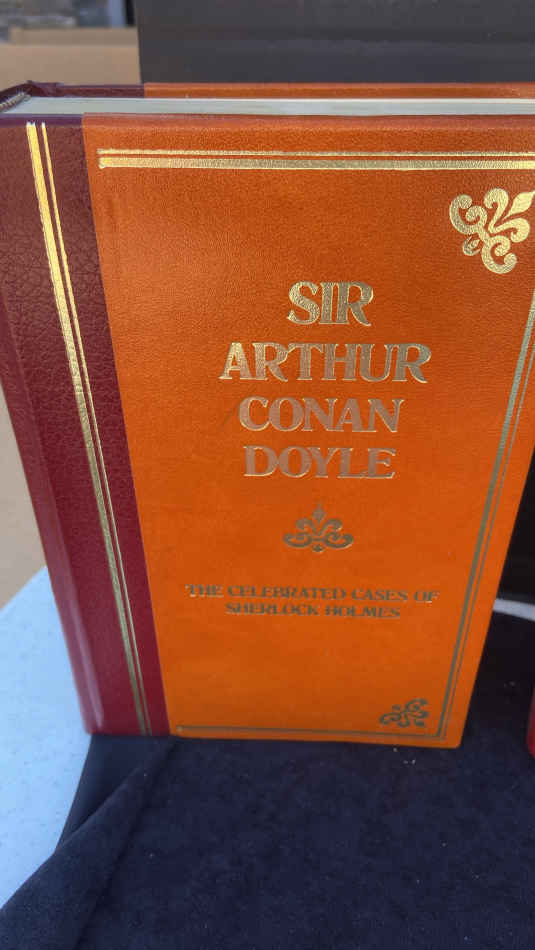 SIR
ARTHUR
CONAN
DOYLE
THE CELEBRATED CASES OF
SHERLOCK HOLMES